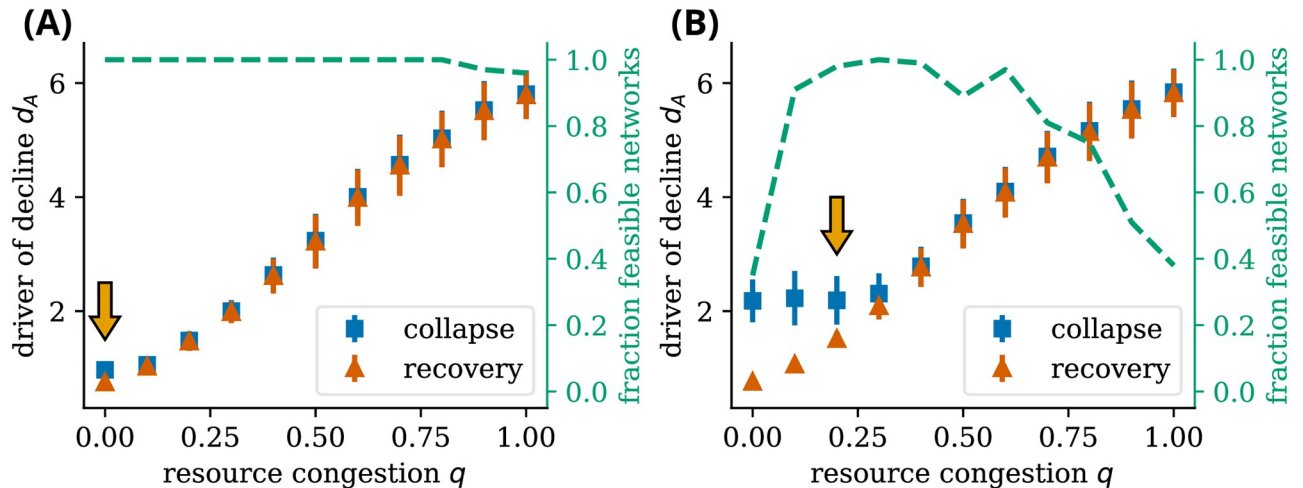 (A)
driver of decline d_A
6
4
2
1.0
0.8
0.6
0.4
0.2
0.0
fraction feasible networks
collapse
recovery
0.00 0.25 0.50 0.75 1.00
resource congestion q
(B)
driver of decline d_A
6
4
2
1.0
0.8
0.6
0.4
0.2
0.0
fraction feasible networks
collapse
recovery
0.00 0.25 0.50 0.75 1.00
resource congestion q